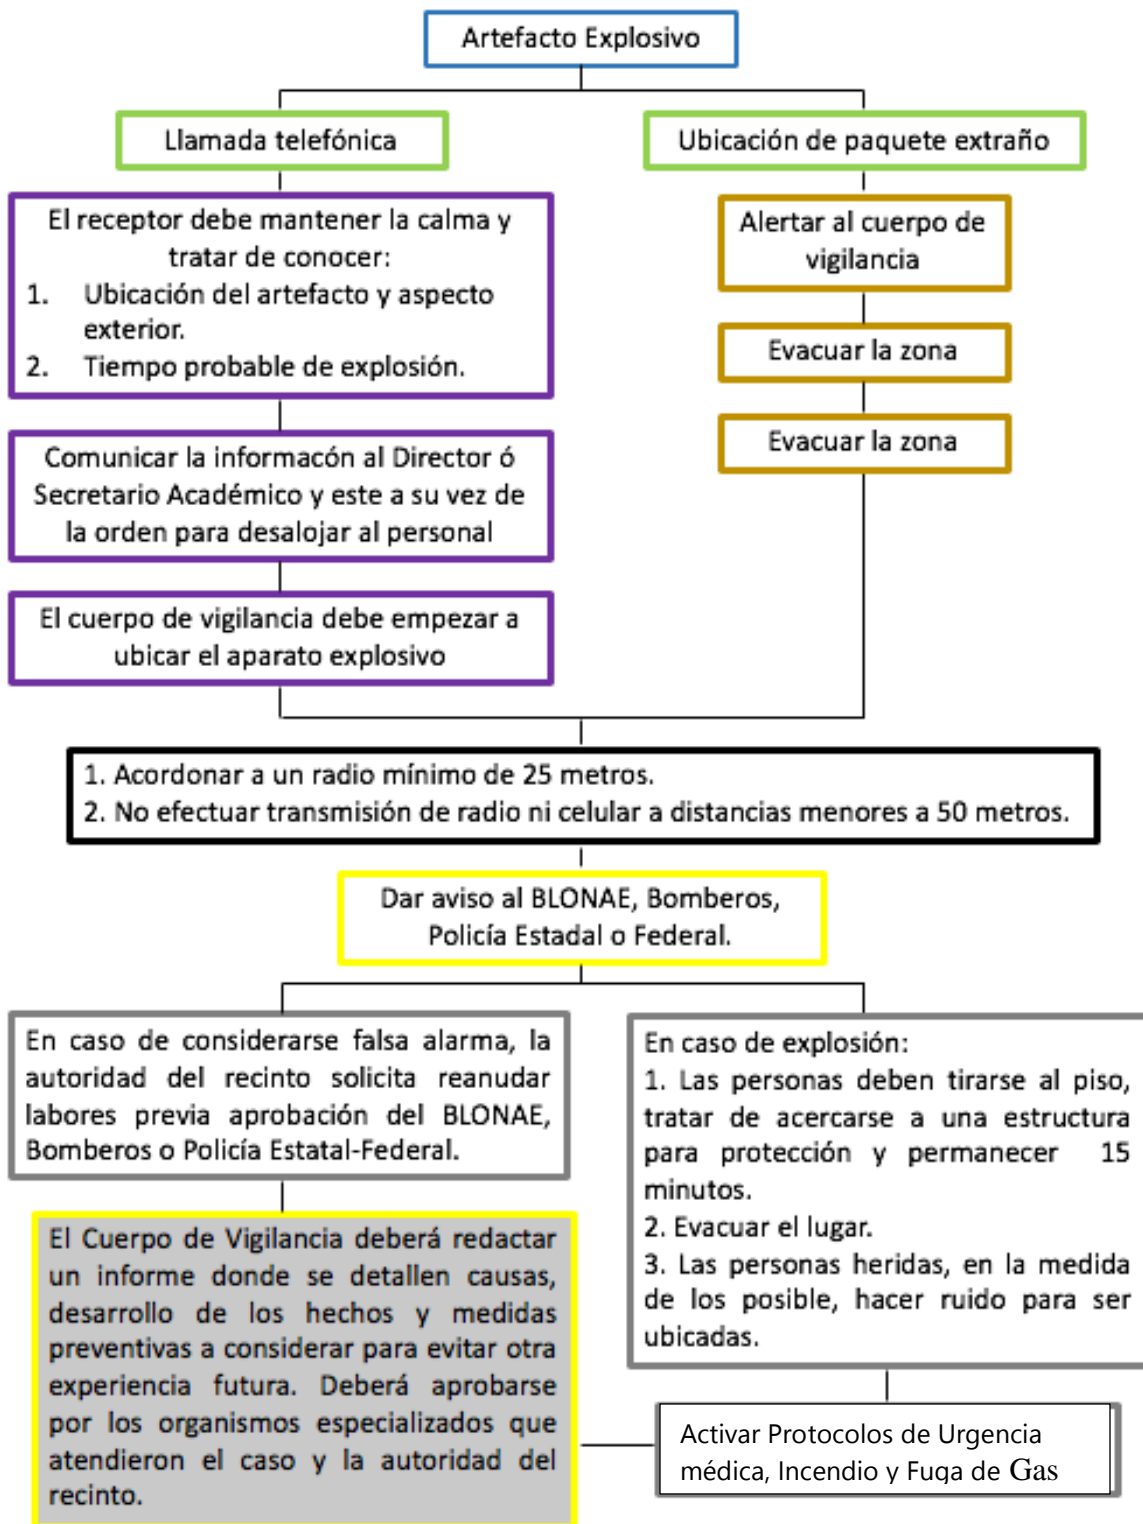 Artefacto Explosivo
Llamada telefónica
Ubicación de paquete extraño
El receptor debe mantener la calma y
tratar de conocer:
1. Ubicación del artefacto y aspecto
exterior.
2. Tiempo probable de explosión.
Alertar al cuerpo de
vigilancia
Evacuar la zona
Evacuar la zona
Comunicar la informacón al Director ó
Secretario Académico y este a su vez de
la orden para desalojar al personal
El cuerpo de vigilancia debe empezar a
ubicar el aparato explosivo
1. Acordonar a un radio mínimo de 25 metros.
2. No efectuar transmisión de radio ni celular a distancias menores a 50 metros.
Dar aviso al BLONAE, Bomberos,
Policía Estadal o Federal.
En caso de considerarse falsa alarma, la
autoridad del recinto solicita reanudar
labores previa aprobación del BLONAE,
Bomberos o Policía Estatal-Federal.
En caso de explosión:
1. Las personas deben tirarse al piso,
tratar de acercarse a una estructura
para protección y permanecer 15
minutos.
2. Evacuar el lugar.
3. Las personas heridas, en la medida
de los posible, hacer ruido para ser
ubicadas.
El Cuerpo de Vigilancia deberá redactar
un informe donde se detallen causas,
desarrollo de los hechos y medidas
preventivas a considerar para evitar otra
experiencia futura. Deberá aprobarse
por los organismos especializados que
atendieron el caso y la autoridad del
recinto.
Activar Protocolos de Urgencia
médica, Incendio y Fuga de Gas